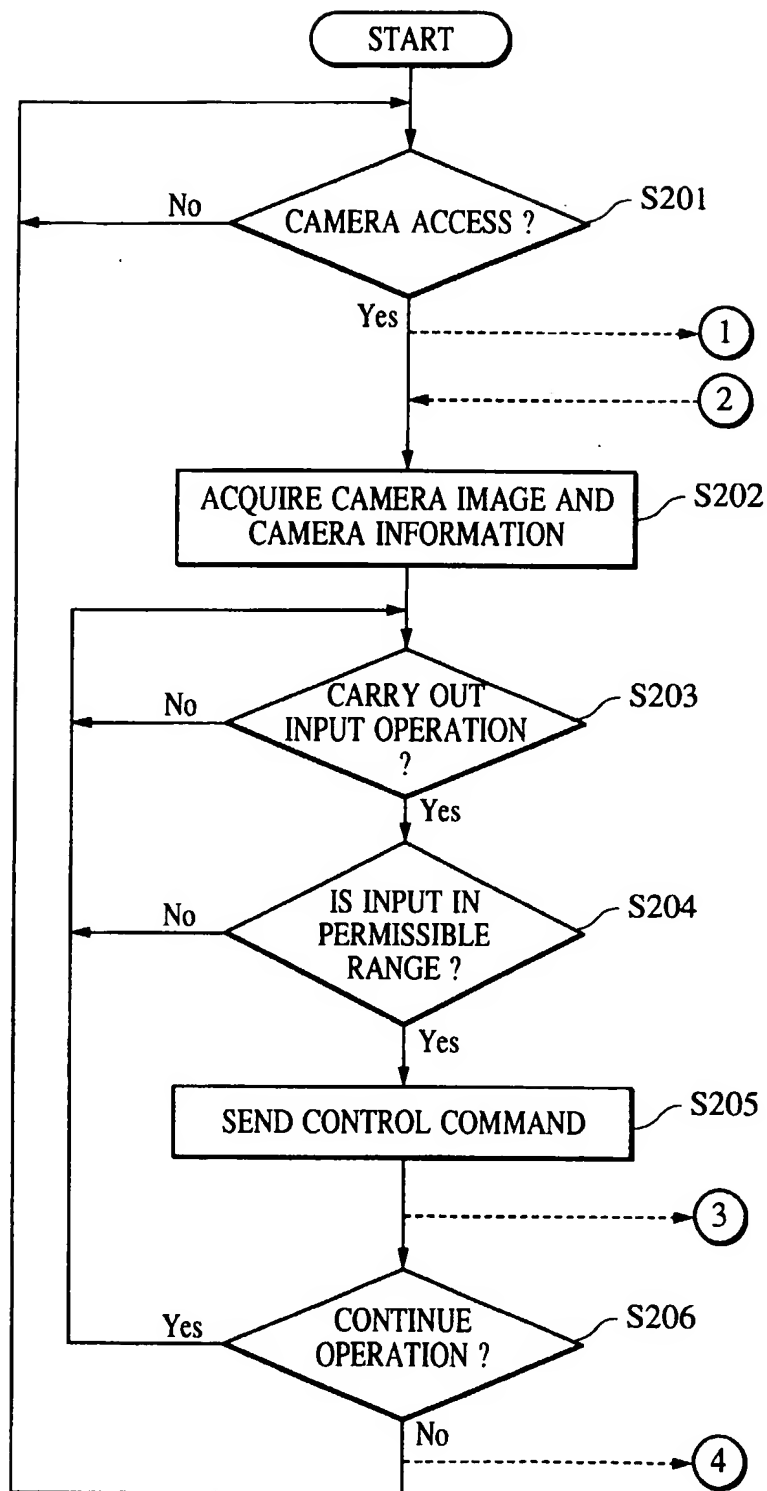 START
No
CAMERA ACCESS ?
S201
Yes
1
2
ACQUIRE CAMERA IMAGE AND
CAMERA INFORMATION
S202
No
CARRY OUT
INPUT OPERATION
?
S203
Yes
No
IS INPUT IN
PERMISSIBLE
RANGE ?
S204
Yes
SEND CONTROL COMMAND
S205
3
Yes
CONTINUE
OPERATION ?
S206
No
4